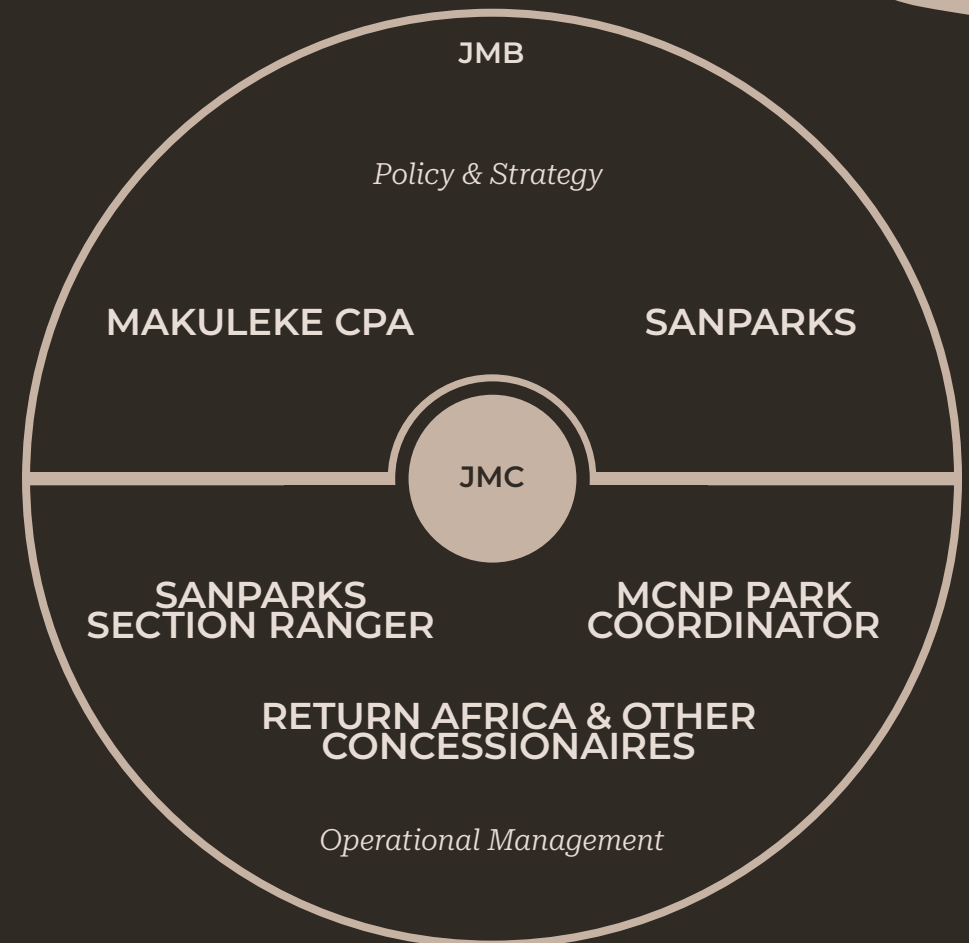 JMB
Policy & Strategy
MAKULEKE CPA
SANPARKS
JMC
SANPARKS
SECTION RANGER
MCNP PARK
COORDINATOR
RETURN AFRICA & OTHER
CONCESSIONAIRES
Operational Management